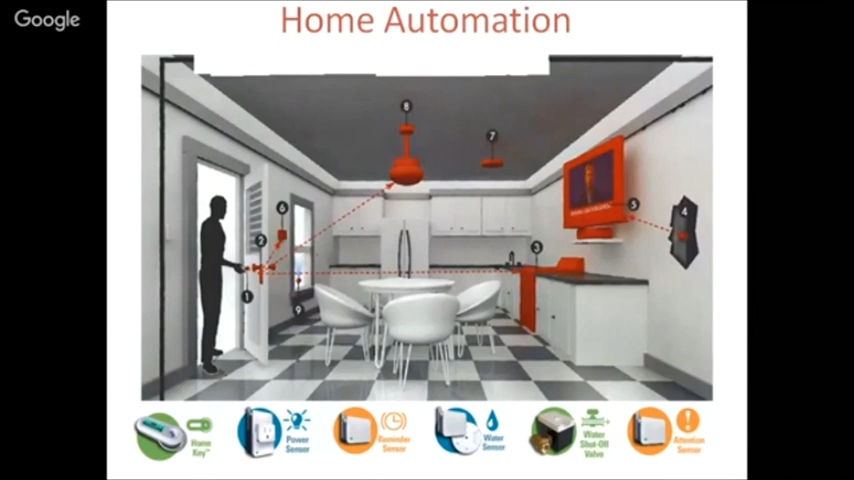 Google
Home Automation
8
7
6
2
1
9
3
5
4
Home
Key™
Power
Sensor
Reminder
Sensor
Water
Sensor
Water
Shut-Off
Valve
Attention
Sensor